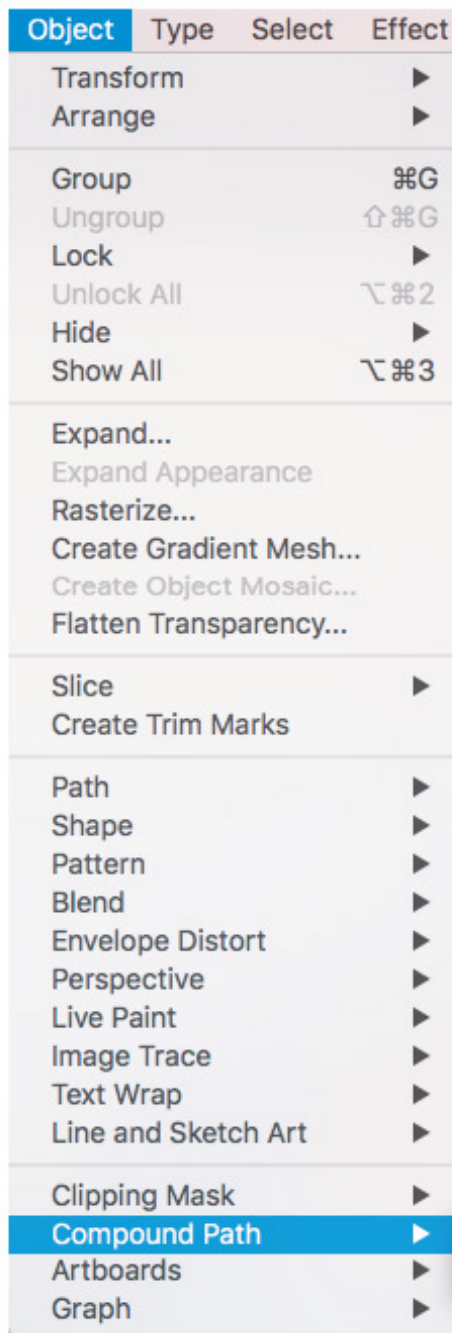 Object Type Select Effect
Transform ▶
Arrange ▶
Group ⌘G
Ungroup ⇧⌘G
Lock ▶
Unlock All ⌥⌘2
Hide ▶
Show All ⌥⌘3
Expand...
Expand Appearance
Rasterize...
Create Gradient Mesh...
Create Object Mosaic...
Flatten Transparency...
Slice ▶
Create Trim Marks
Path ▶
Shape ▶
Pattern ▶
Blend ▶
Envelope Distort ▶
Perspective ▶
Live Paint ▶
Image Trace ▶
Text Wrap ▶
Line and Sketch Art ▶
Clipping Mask ▶
Compound Path ▶
Artboards ▶
Graph ▶